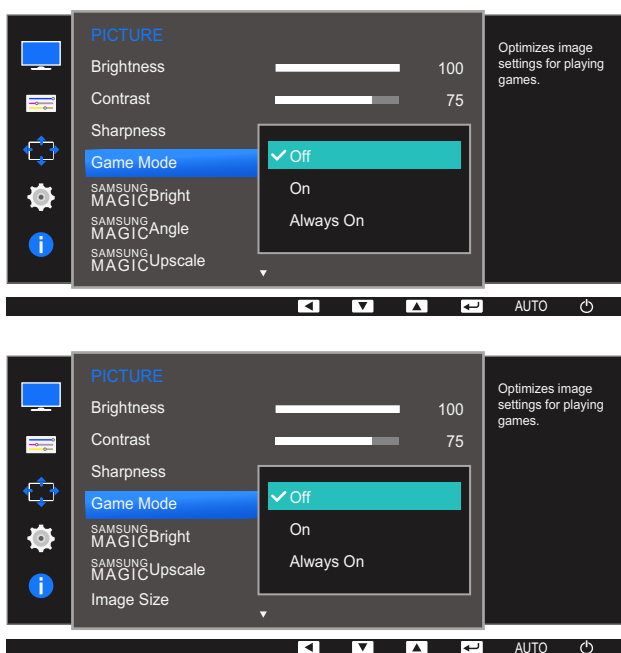 PICTURE
Brightness 100
Contrast 75
Sharpness
Game Mode
SAMSUNG
MAGICBright
SAMSUNG
MAGICAngle
SAMSUNG
MAGICUpscale
Off
On
Always On
Optimizes image
settings for playing
games.
AUTO
PICTURE
Brightness 100
Contrast 75
Sharpness
Game Mode
SAMSUNG
MAGICBright
SAMSUNG
MAGICUpscale
Image Size
Off
On
Always On
Optimizes image
settings for playing
games.
AUTO